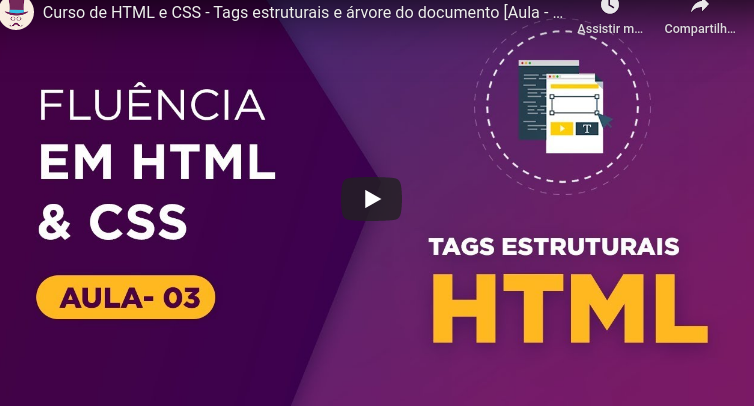 Curso de HTML e CSS - Tags estruturais e árvore do documento [Aula - ...
Assistir m...
Compartilh...
FLUÊNCIA
EM HTML
& CSS
AULA- 03
T
TAGS ESTRUTURAIS
HTML